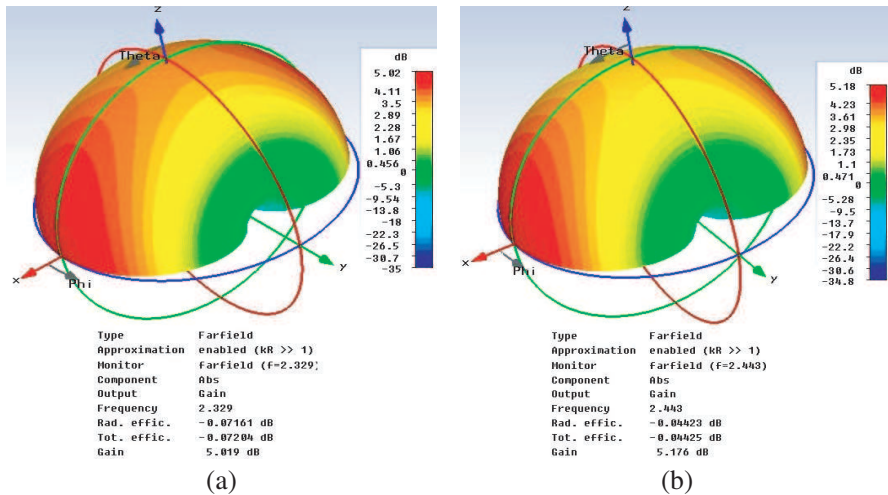 z
Theta
x
Phi
y
dB
5.02
4.11
3.5
2.89
2.28
1.67
1.06
0.456
0
-5.3
-9.54
-13.8
-18
-22.3
-26.5
-30.7
-35
Type Farfield
Approximation enabled (kR >> 1)
Monitor farfield (f=2.329)
Component Abs
Output Gain
Frequency 2.329
Rad. effic. -0.07161 dB
Tot. effic. -0.07204 dB
Gain 5.019 dB
(a)
z
Theta
x
Phi
y
dB
5.18
4.23
3.61
2.98
2.35
1.73
1.1
0.471
0
-5.28
-9.5
-13.7
-17.9
-22.2
-26.4
-30.6
-34.8
Type Farfield
Approximation enabled (kR >> 1)
Monitor farfield (f=2.443)
Component Abs
Output Gain
Frequency 2.443
Rad. effic. -0.04423 dB
Tot. effic. -0.04425 dB
Gain 5.176 dB
(b)